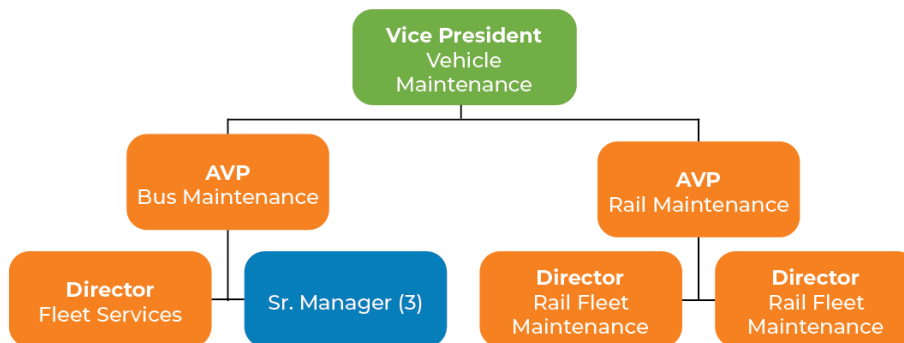 Vice President
Vehicle
Maintenance
AVP
Bus Maintenance
AVP
Rail Maintenance
Director
Fleet Services
Sr. Manager (3)
Director
Rail Fleet
Maintenance
Director
Rail Fleet
Maintenance